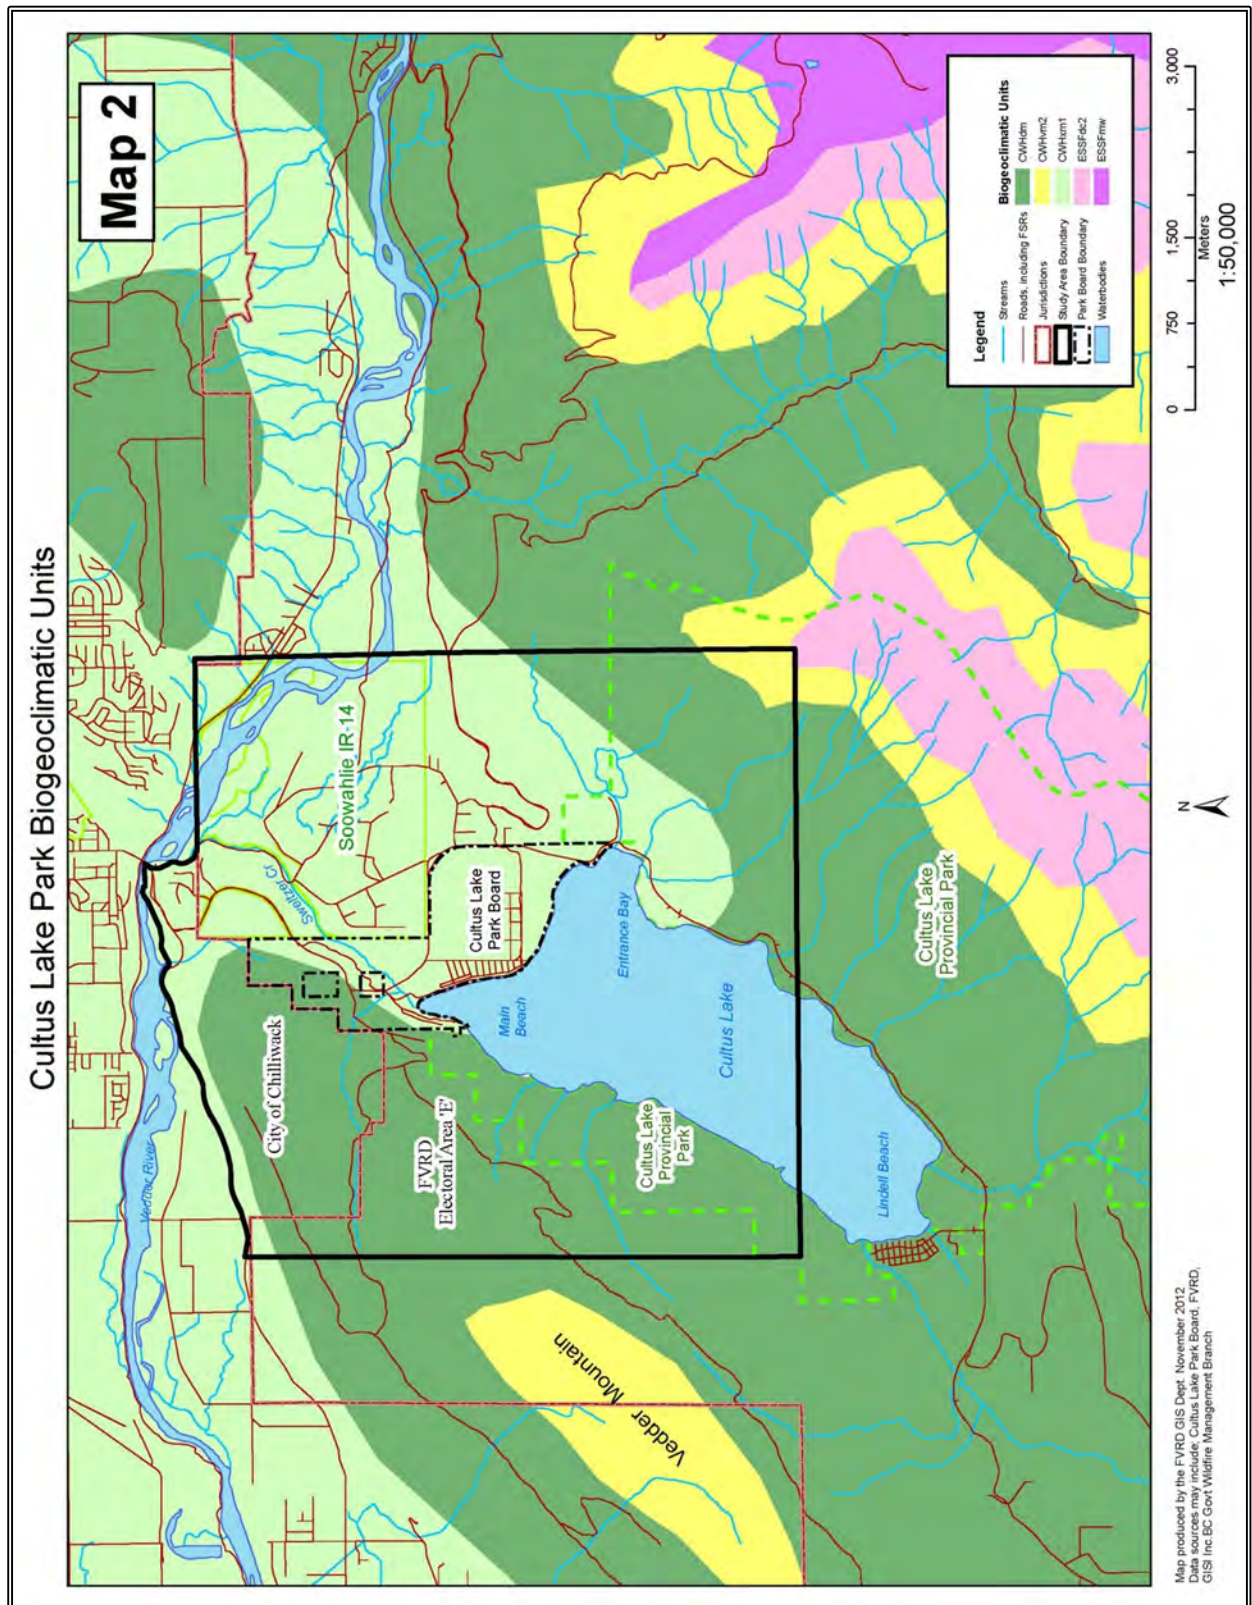 Cultus Lake Park Biogeoclimatic Units
Map 2
Vedder River
City of Chilliwack
Sweltzer Cr
Soowahlie IR-14
FVRD
Electoral Area 'E'
Cultus Lake
Park Board
Main
Beach
Entrance Bay
Cultus Lake
Cultus Lake
Provincial
Park
Vedder Mountain
Lindell Beach
Cultus Lake
Provincial Park
N
Legend
Streams
Roads, including FSRs
Jurisdictions
Study Area Boundary
Park Board Boundary
Waterbodies
Biogeoclimatic Units
CWHdm
CWHvm2
CWHxm1
ESSFdc2
ESSFmw
0 750 1,500 3,000
Meters
1:50,000
Map produced by the FVRD GIS Dept. November 2012
Data sources may include; Cultus Lake Park Board, FVRD,
GISI Inc.BC Govt Wildfire Management Branch